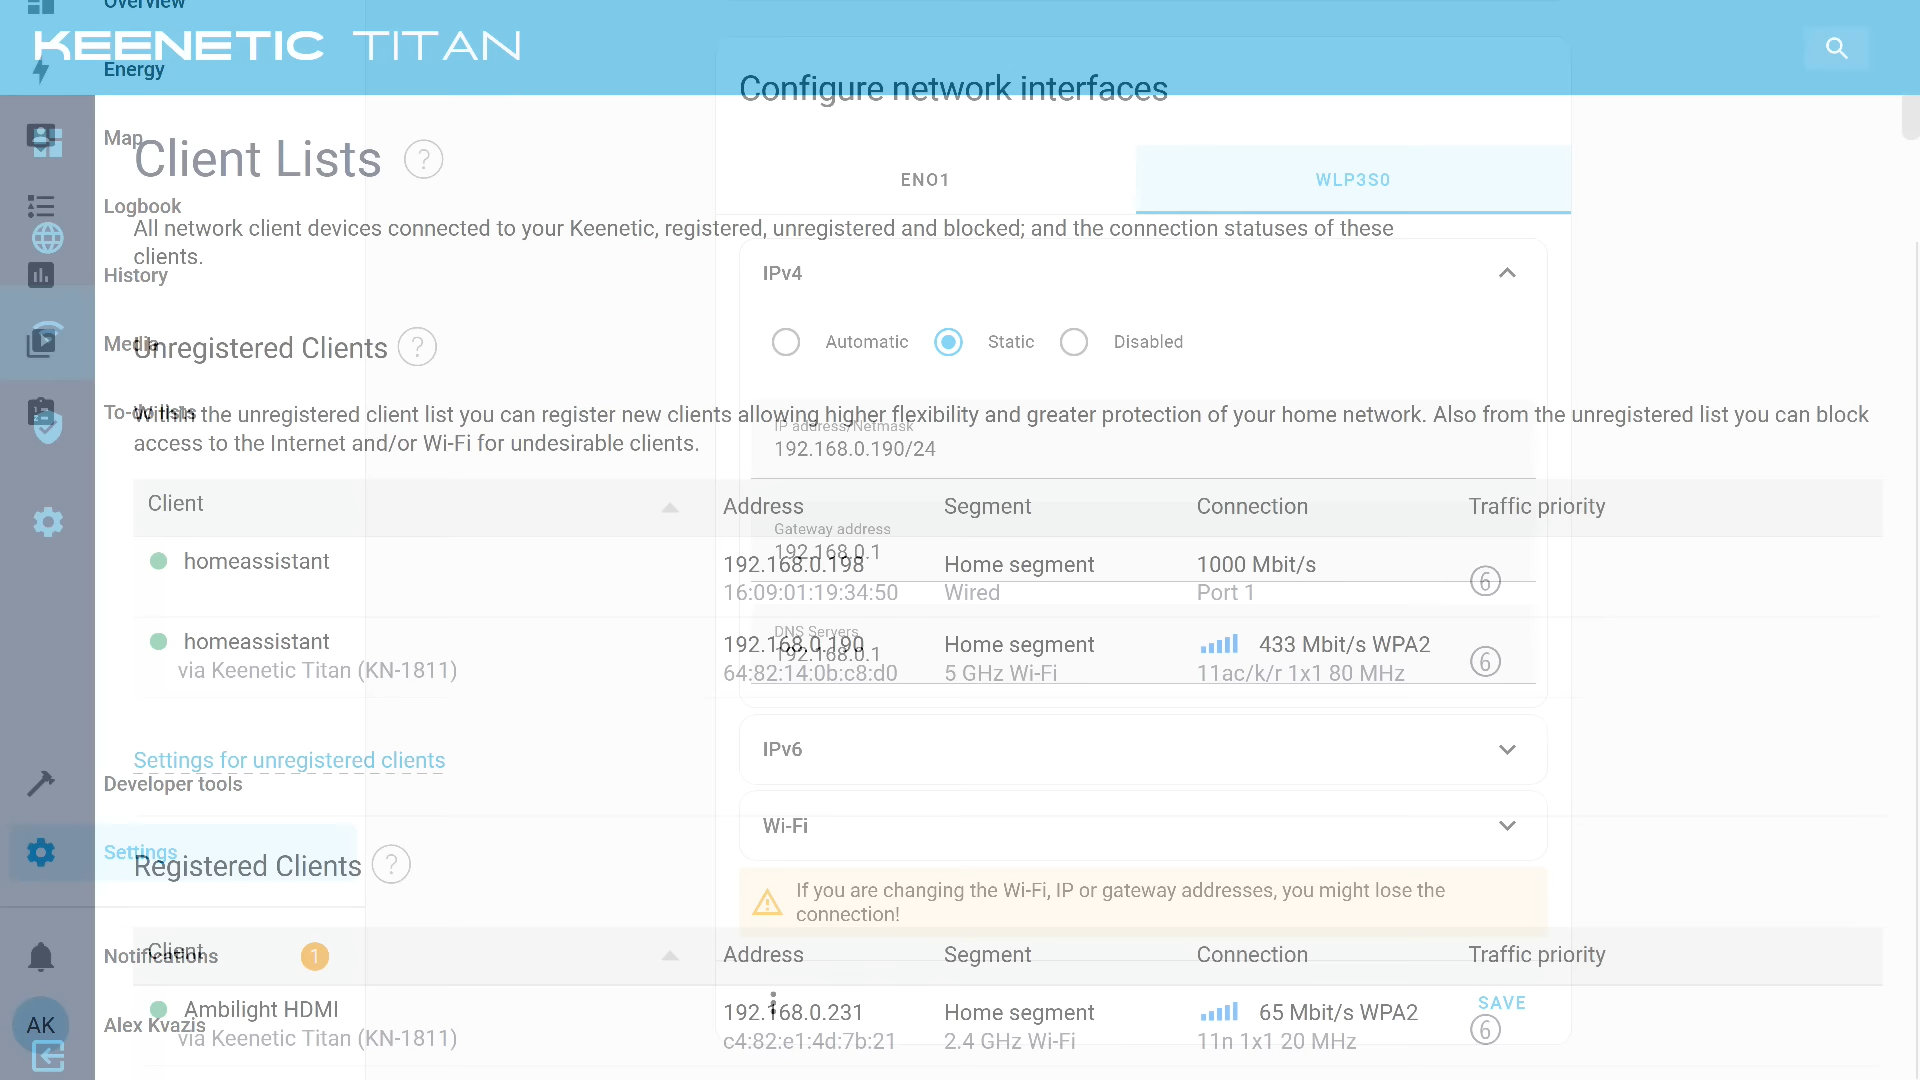 Overview
KEENETIC TITAN
Energy
Configure network interfaces
Map
Client Lists
?
ENO1
WLP3S0
Logbook
All network client devices connected to your Keenetic, registered, unregistered and blocked; and the connection statuses of these
clients.
History
IPv4
Media
Unregistered Clients
?
Automatic
Static
Disabled
To-do lists
Within the unregistered client list you can register new clients allowing higher flexibility and greater protection of your home network. Also from the unregistered list you can block
access to the Internet and/or Wi-Fi for undesirable clients.
IP address/Netmask
192.168.0.190/24
Client
Address
Segment
Connection
Traffic priority
Gateway address
192.168.0.1
homeassistant
192.168.0.198
Home segment
1000 Mbit/s
6
16:09:01:19:34:50
Wired
Port 1
DNS Servers
192.168.0.1
homeassistant
192.168.0.190
Home segment
433 Mbit/s WPA2
6
via Keenetic Titan (KN-1811)
64:82:14:0b:c8:d0
5 GHz Wi-Fi
11ac/k/r 1x1 80 MHz
Settings for unregistered clients
IPv6
Developer tools
Wi-Fi
Settings
Registered Clients
?
If you are changing the Wi-Fi, IP or gateway addresses, you might lose the
connection!
Notifications
1
Client
Address
Segment
Connection
Traffic priority
Ambilight HDMI
192.168.0.231
Home segment
65 Mbit/s WPA2
SAVE
6
AK
Alex Kvazis
via Keenetic Titan (KN-1811)
c4:82:e1:4d:7b:21
2.4 GHz Wi-Fi
11n 1x1 20 MHz